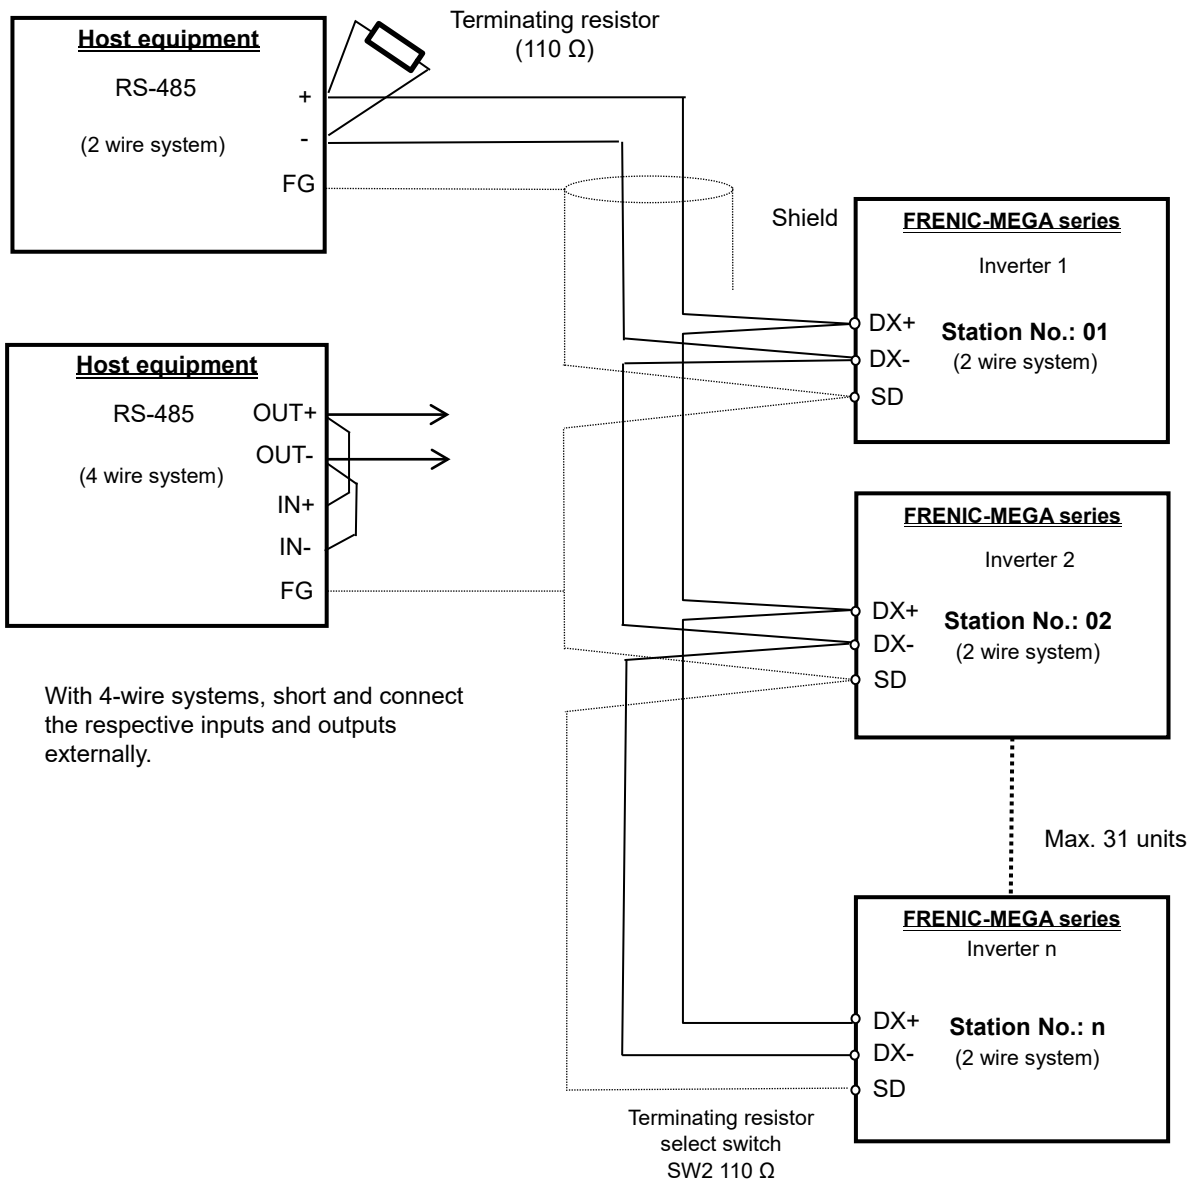 Terminating resistor
(110 Ω)
Host equipment
RS-485
(2 wire system)
+
-
FG
Shield
FRENIC-MEGA series
Inverter 1
DX+
Station No.: 01
DX-
(2 wire system)
SD
Host equipment
RS-485
(4 wire system)
OUT+
OUT-
IN+
IN-
FG
With 4-wire systems, short and connect
the respective inputs and outputs
externally.
FRENIC-MEGA series
Inverter 2
DX+
Station No.: 02
DX-
(2 wire system)
SD
Max. 31 units
FRENIC-MEGA series
Inverter n
DX+
Station No.: n
DX-
(2 wire system)
SD
Terminating resistor
select switch
SW2 110 Ω